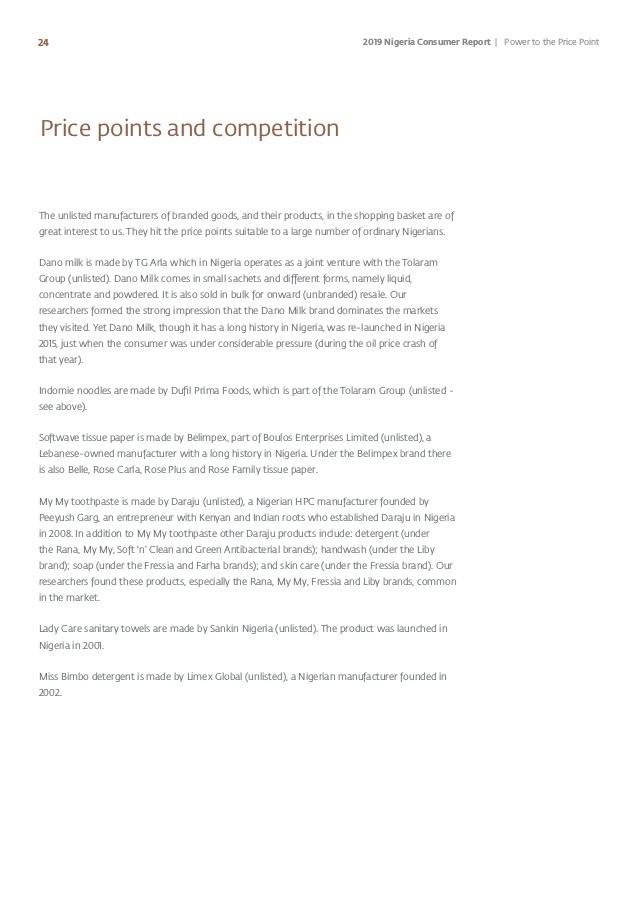 24
2019 Nigeria Consumer Report | Power to the Price Point
Price points and competition
The unlisted manufacturers of branded goods, and their products, in the shopping basket are of
great interest to us. They hit the price points suitable to a large number of ordinary Nigerians.
Dano milk is made by TG Arla which in Nigeria operates as a joint venture with the Tolaram
Group (unlisted). Dano Milk comes in small sachets and different forms, namely liquid,
concentrate and powdered. It is also sold in bulk for onward (unbranded) resale. Our
researchers formed the strong impression that the Dano Milk brand dominates the markets
they visited. Yet Dano Milk, though it has a long history in Nigeria, was re-launched in Nigeria
2015, just when the consumer was under considerable pressure (during the oil price crash of
that year).
Indomie noodles are made by Dufil Prima Foods, which is part of the Tolaram Group (unlisted -
see above).
Softwave tissue paper is made by Belimpex, part of Boulos Enterprises Limited (unlisted), a
Lebanese-owned manufacturer with a long history in Nigeria. Under the Belimpex brand there
is also Belle, Rose Carla, Rose Plus and Rose Family tissue paper.
My My toothpaste is made by Daraju (unlisted), a Nigerian HPC manufacturer founded by
Peeyush Garg, an entrepreneur with Kenyan and Indian roots who established Daraju in Nigeria
in 2008. In addition to My My toothpaste other Daraju products include: detergent (under
the Rana, My My, Soft 'n' Clean and Green Antibacterial brands); handwash (under the Liby
brand); soap (under the Fressia and Farha brands); and skin care (under the Fressia brand). Our
researchers found these products, especially the Rana, My My, Fressia and Liby brands, common
in the market.
Lady Care sanitary towels are made by Sankin Nigeria (unlisted). The product was launched in
Nigeria in 2001.
Miss Bimbo detergent is made by Limex Global (unlisted), a Nigerian manufacturer founded in
2002.